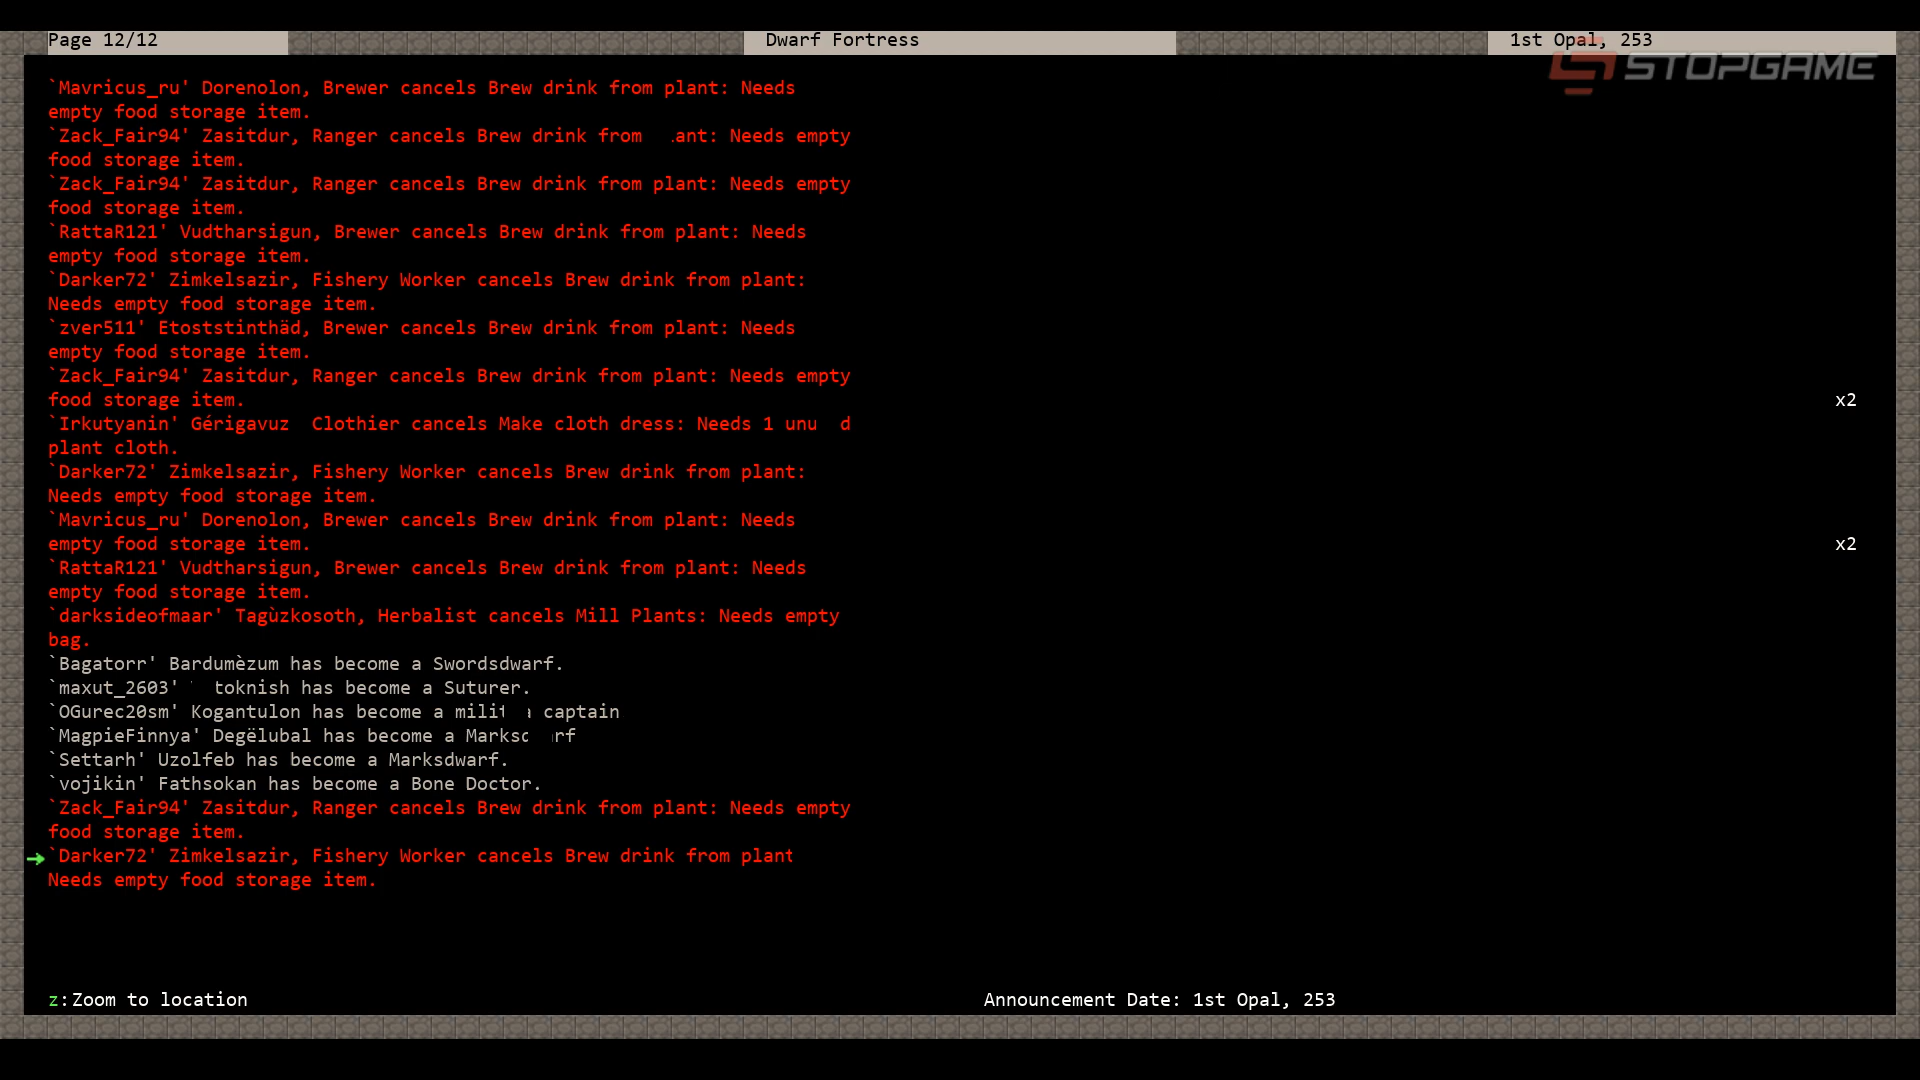 Page 12/12
Dwarf Fortress
1st Opal, 253
STOPGAME
`Mavricus_ru' Dorenolon, Brewer cancels Brew drink from plant: Needs
empty food storage item.
`Zack_Fair94' Zasitdur, Ranger cancels Brew drink from ant: Needs empty
food storage item.
`Zack_Fair94' Zasitdur, Ranger cancels Brew drink from plant: Needs empty
food storage item.
`RattaR121' Vudtharsigun, Brewer cancels Brew drink from plant: Needs
empty food storage item.
`Darker72' Zimkelsazir, Fishery Worker cancels Brew drink from plant:
Needs empty food storage item.
`zver511' Etoststinthäd, Brewer cancels Brew drink from plant: Needs
empty food storage item.
`Zack_Fair94' Zasitdur, Ranger cancels Brew drink from plant: Needs empty
food storage item. x2
`Irkutyanin' Gérigavuz Clothier cancels Make cloth dress: Needs 1 unu d
plant cloth.
`Darker72' Zimkelsazir, Fishery Worker cancels Brew drink from plant:
Needs empty food storage item.
`Mavricus_ru' Dorenolon, Brewer cancels Brew drink from plant: Needs
empty food storage item. x2
`RattaR121' Vudtharsigun, Brewer cancels Brew drink from plant: Needs
empty food storage item.
`darksideofmaar' Tagùzkosoth, Herbalist cancels Mill Plants: Needs empty
bag.
`Bagatorr' Bardumèzum has become a Swordsdwarf.
`maxut_2603' toknish has become a Suturer.
`OGurec20sm' Kogantulon has become a milit a captain
`MagpieFinnya' Degëlubal has become a Marksd rf
`Settarh' Uzolfeb has become a Marksdwarf.
`vojikin' Fathsokan has become a Bone Doctor.
`Zack_Fair94' Zasitdur, Ranger cancels Brew drink from plant: Needs empty
food storage item.
`Darker72' Zimkelsazir, Fishery Worker cancels Brew drink from plant
Needs empty food storage item.
z:Zoom to location
Announcement Date: 1st Opal, 253